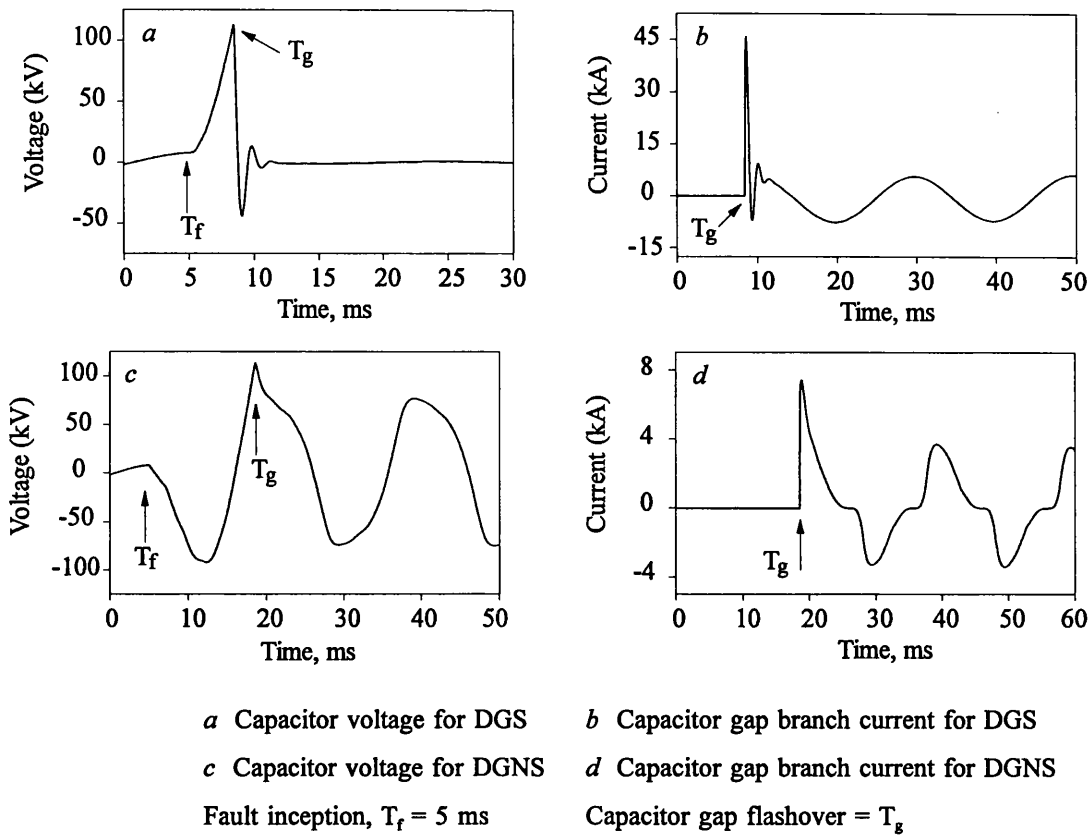 a
Voltage (kV)
100
50
0
-50
T_g
T_f
0 5 10 15 20 25 30
Time, ms
b
Current (kA)
45
30
15
0
-15
T_g
0 10 20 30 40 50
Time, ms
c
Voltage (kV)
100
50
0
-50
-100
T_g
T_f
0 10 20 30 40 50
Time, ms
d
Current (kA)
8
4
0
-4
T_g
0 10 20 30 40 50 60
Time, ms
a Capacitor voltage for DGS
b Capacitor gap branch current for DGS
c Capacitor voltage for DGNS
d Capacitor gap branch current for DGNS
Fault inception, T_f = 5 ms
Capacitor gap flashover = T_g